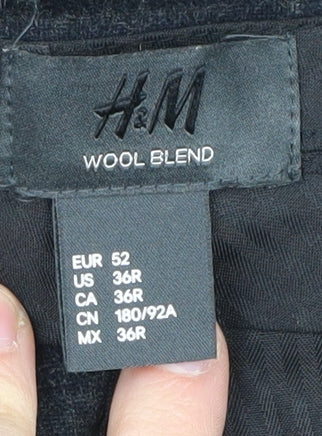 H&M
WOOL BLEND
EUR 52
US 36R
CA 36R
CN 180/92A
MX 36R